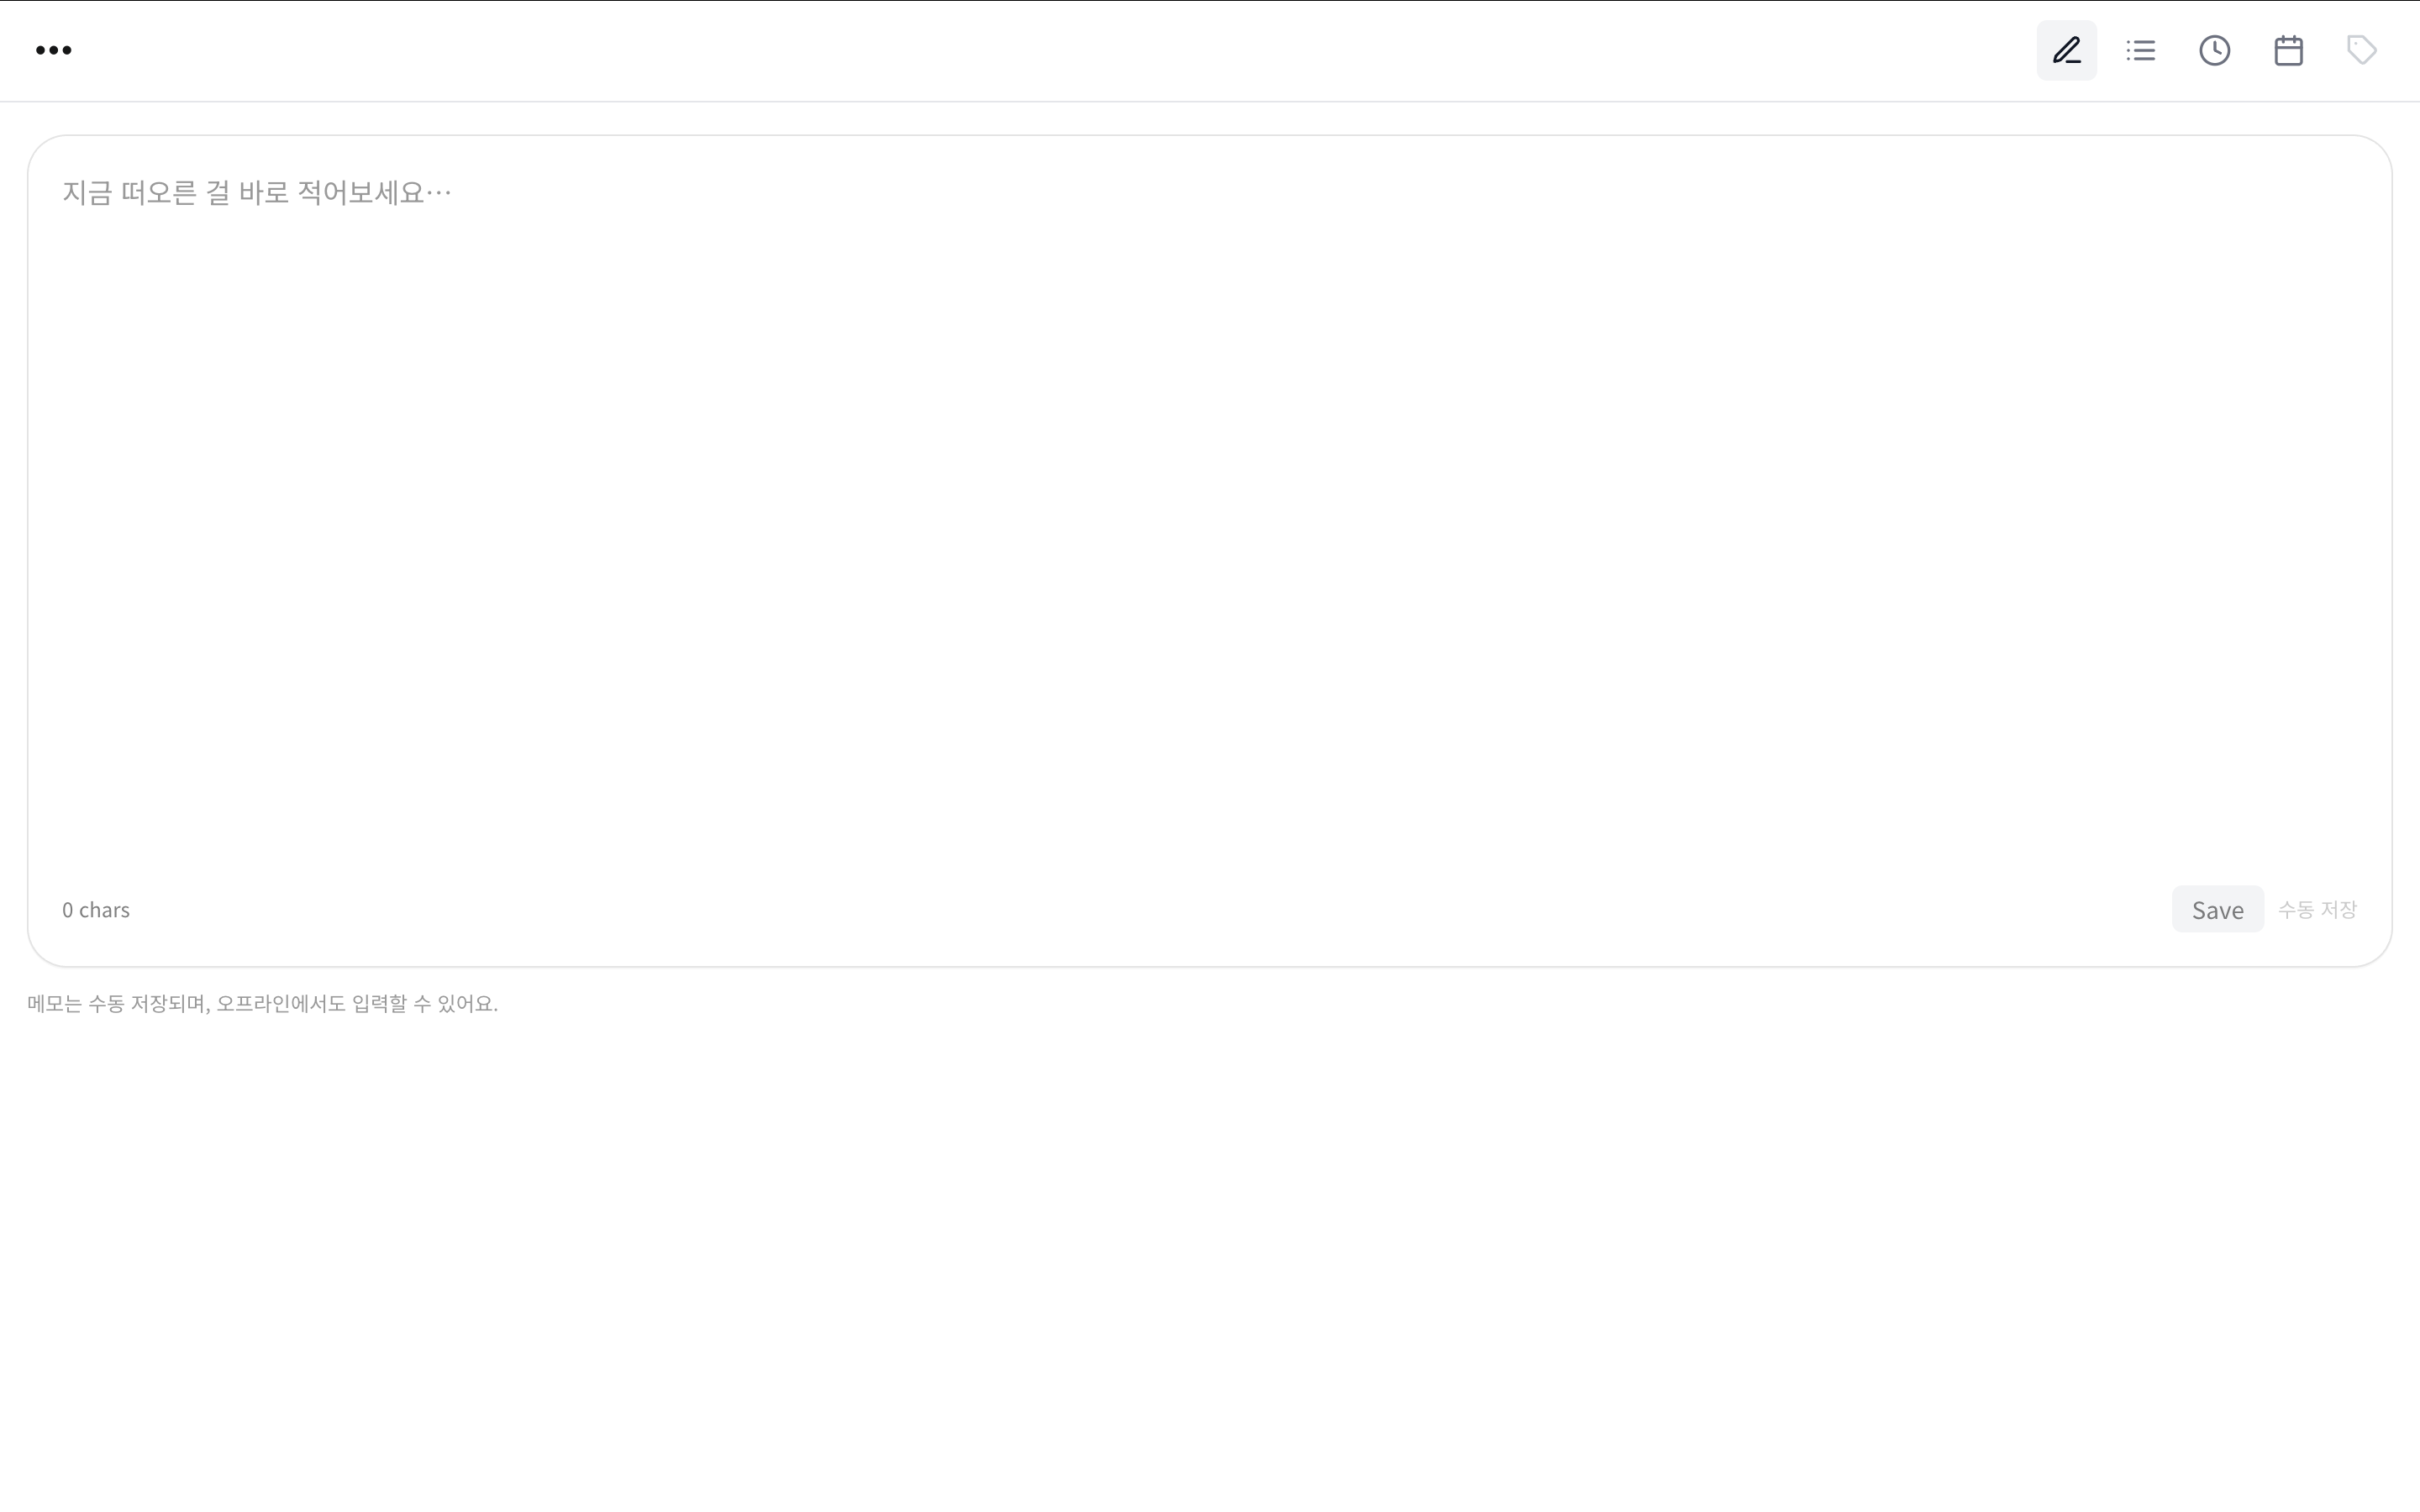 지금 떠오른 걸 바로 적어보세요…
0 chars
Save 수동 저장
메모는 수동 저장되며, 오프라인에서도 입력할 수 있어요.